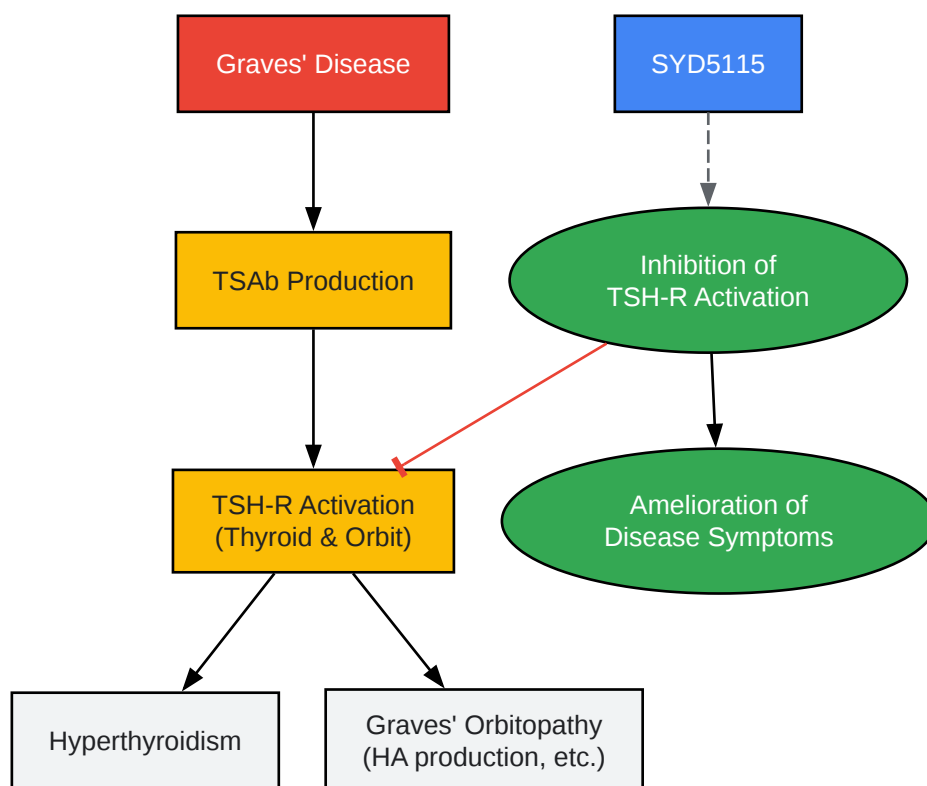 Graves' Disease
SYD5115
TSAb Production
Inhibition of
TSH-R Activation
TSH-R Activation
(Thyroid & Orbit)
Amelioration of
Disease Symptoms
Hyperthyroidism
Graves' Orbitopathy
(HA production, etc.)